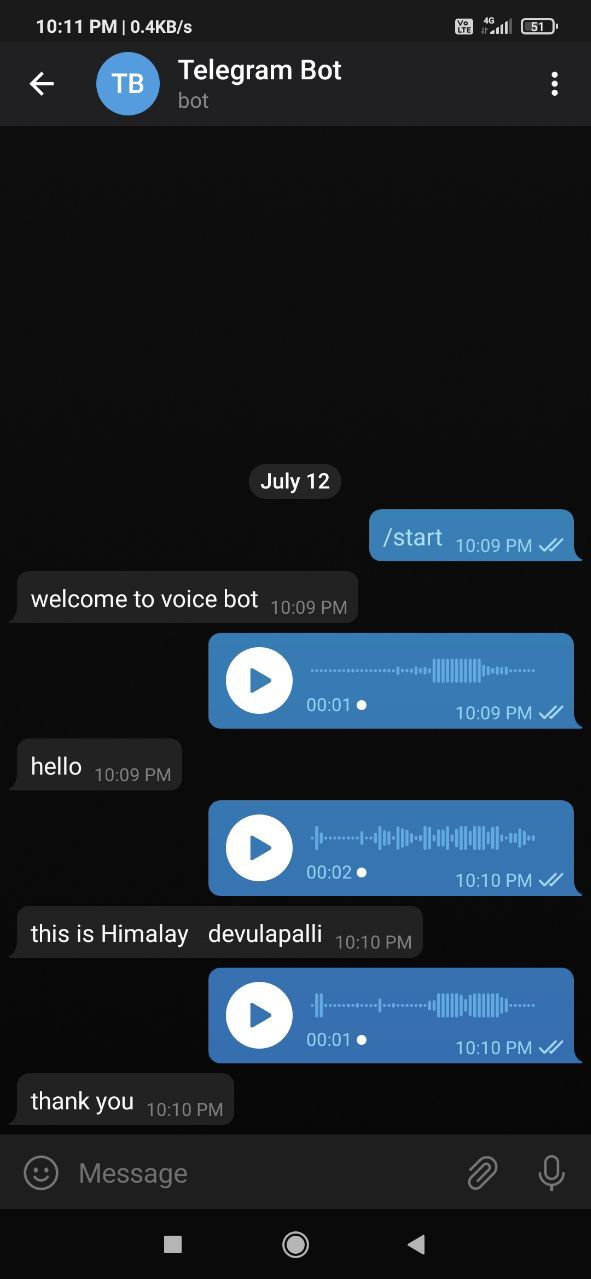 10:11 PM | 0.4KB/s Vo LTE 4G 51
TB Telegram Bot
bot
July 12
/start 10:09 PM
welcome to voice bot 10:09 PM
00:01 10:09 PM
hello 10:09 PM
00:02 10:10 PM
this is Himalay devulapalli 10:10 PM
00:01 10:10 PM
thank you 10:10 PM
Message